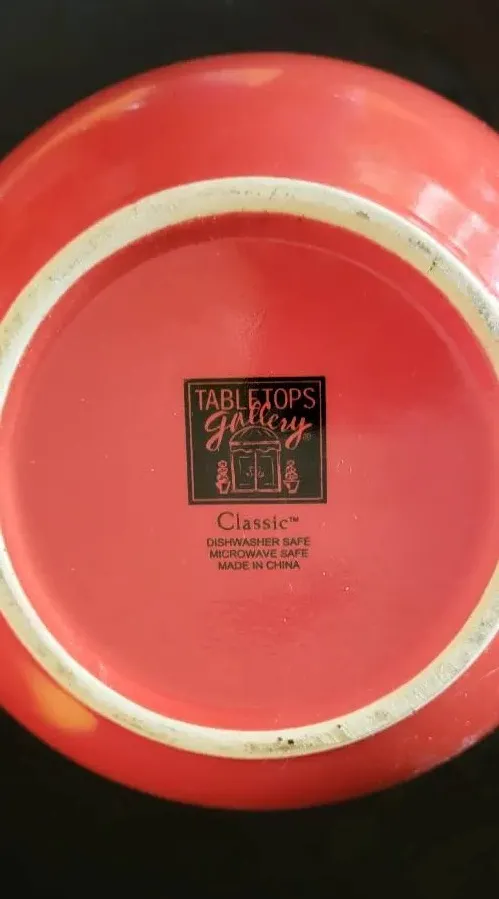 TABLETOPS
gallery®
Classic™
DISHWASHER SAFE
MICROWAVE SAFE
MADE IN CHINA